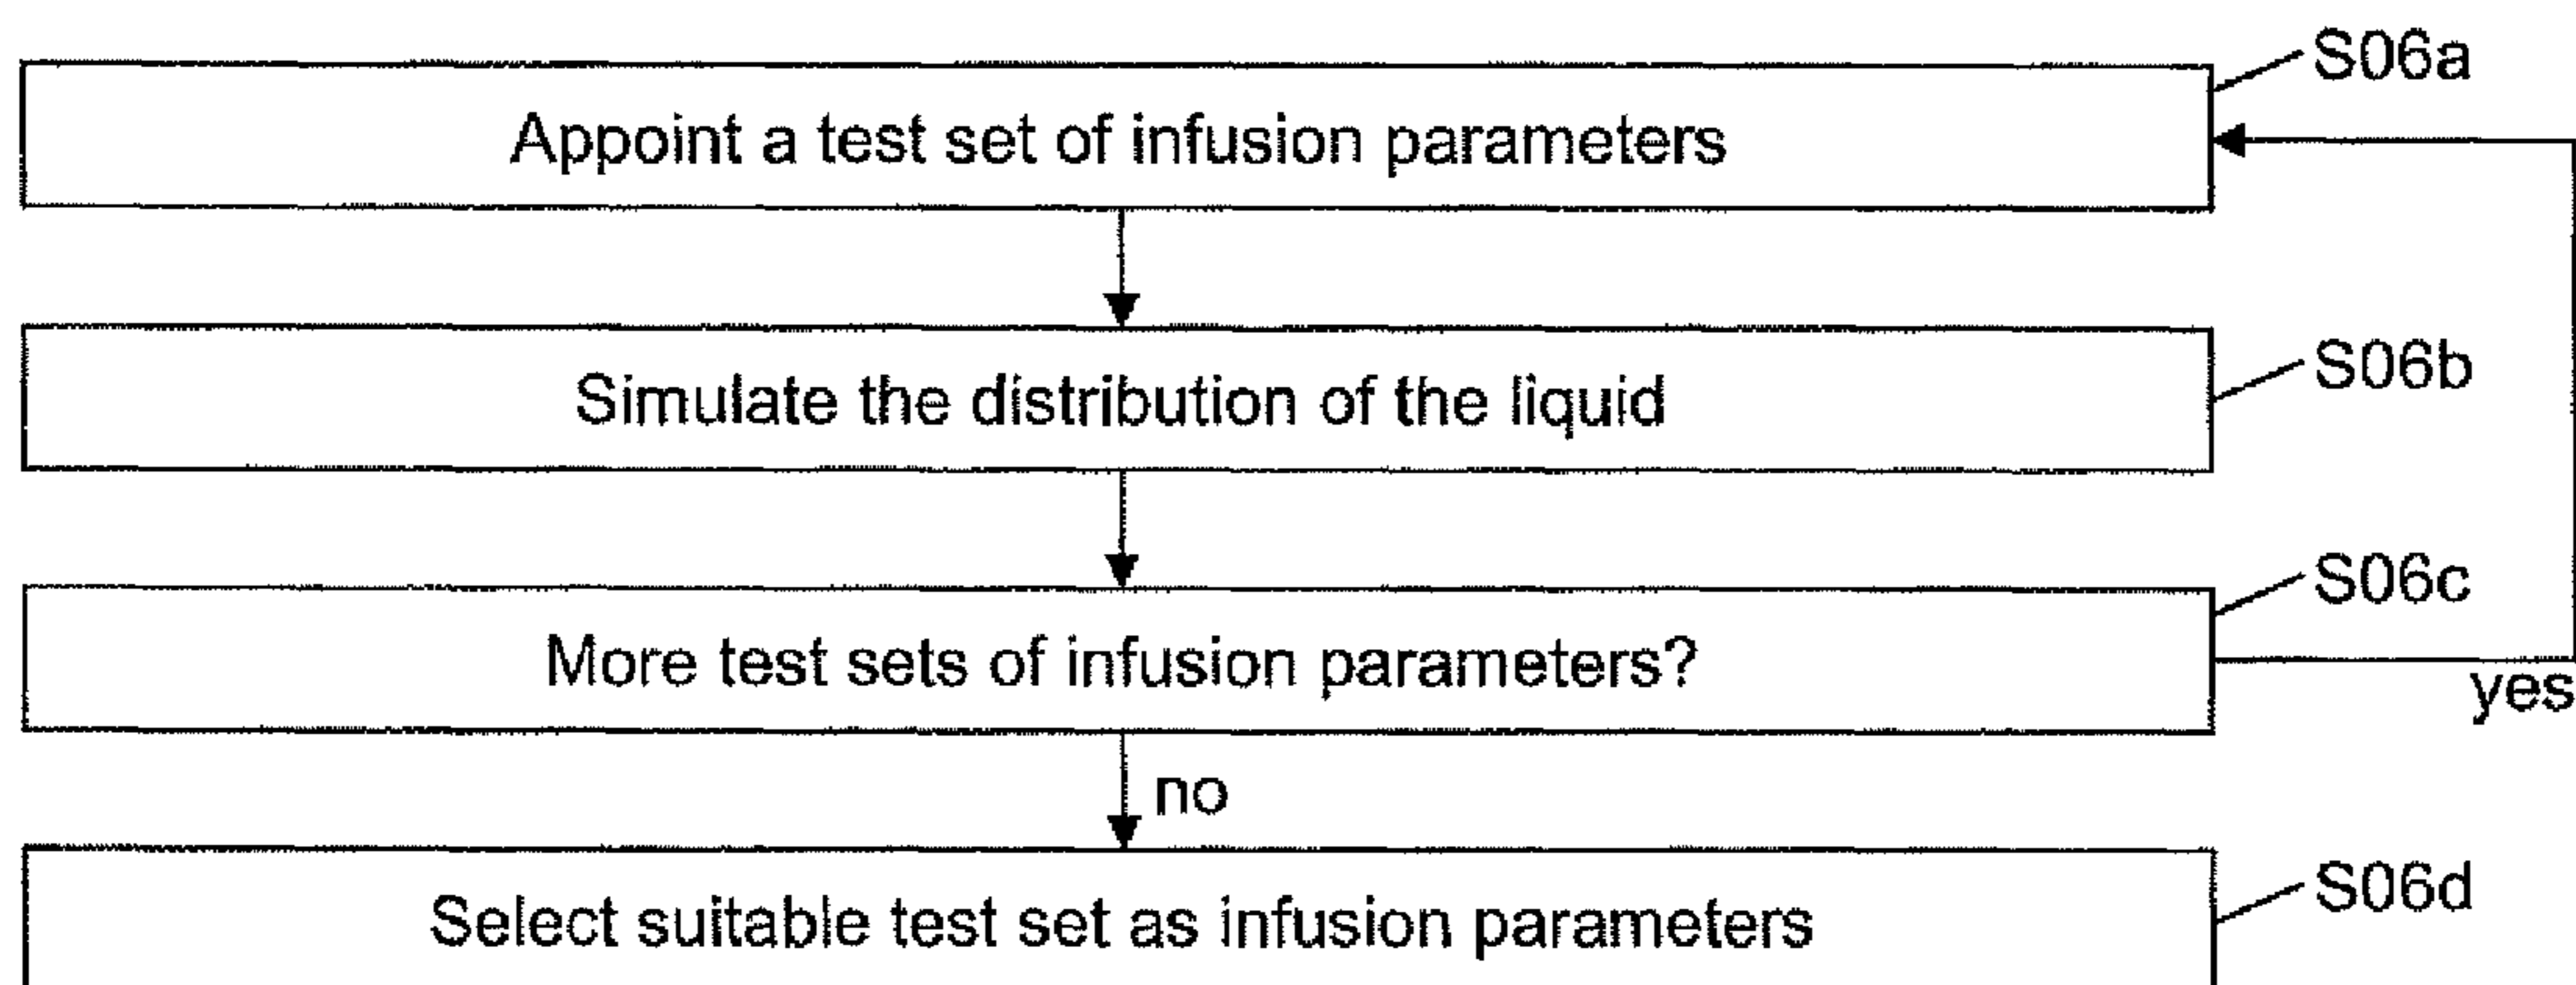 S06a
Appoint a test set of infusion parameters
S06b
Simulate the distribution of the liquid
S06c
More test sets of infusion parameters?
yes
no
S06d
Select suitable test set as infusion parameters